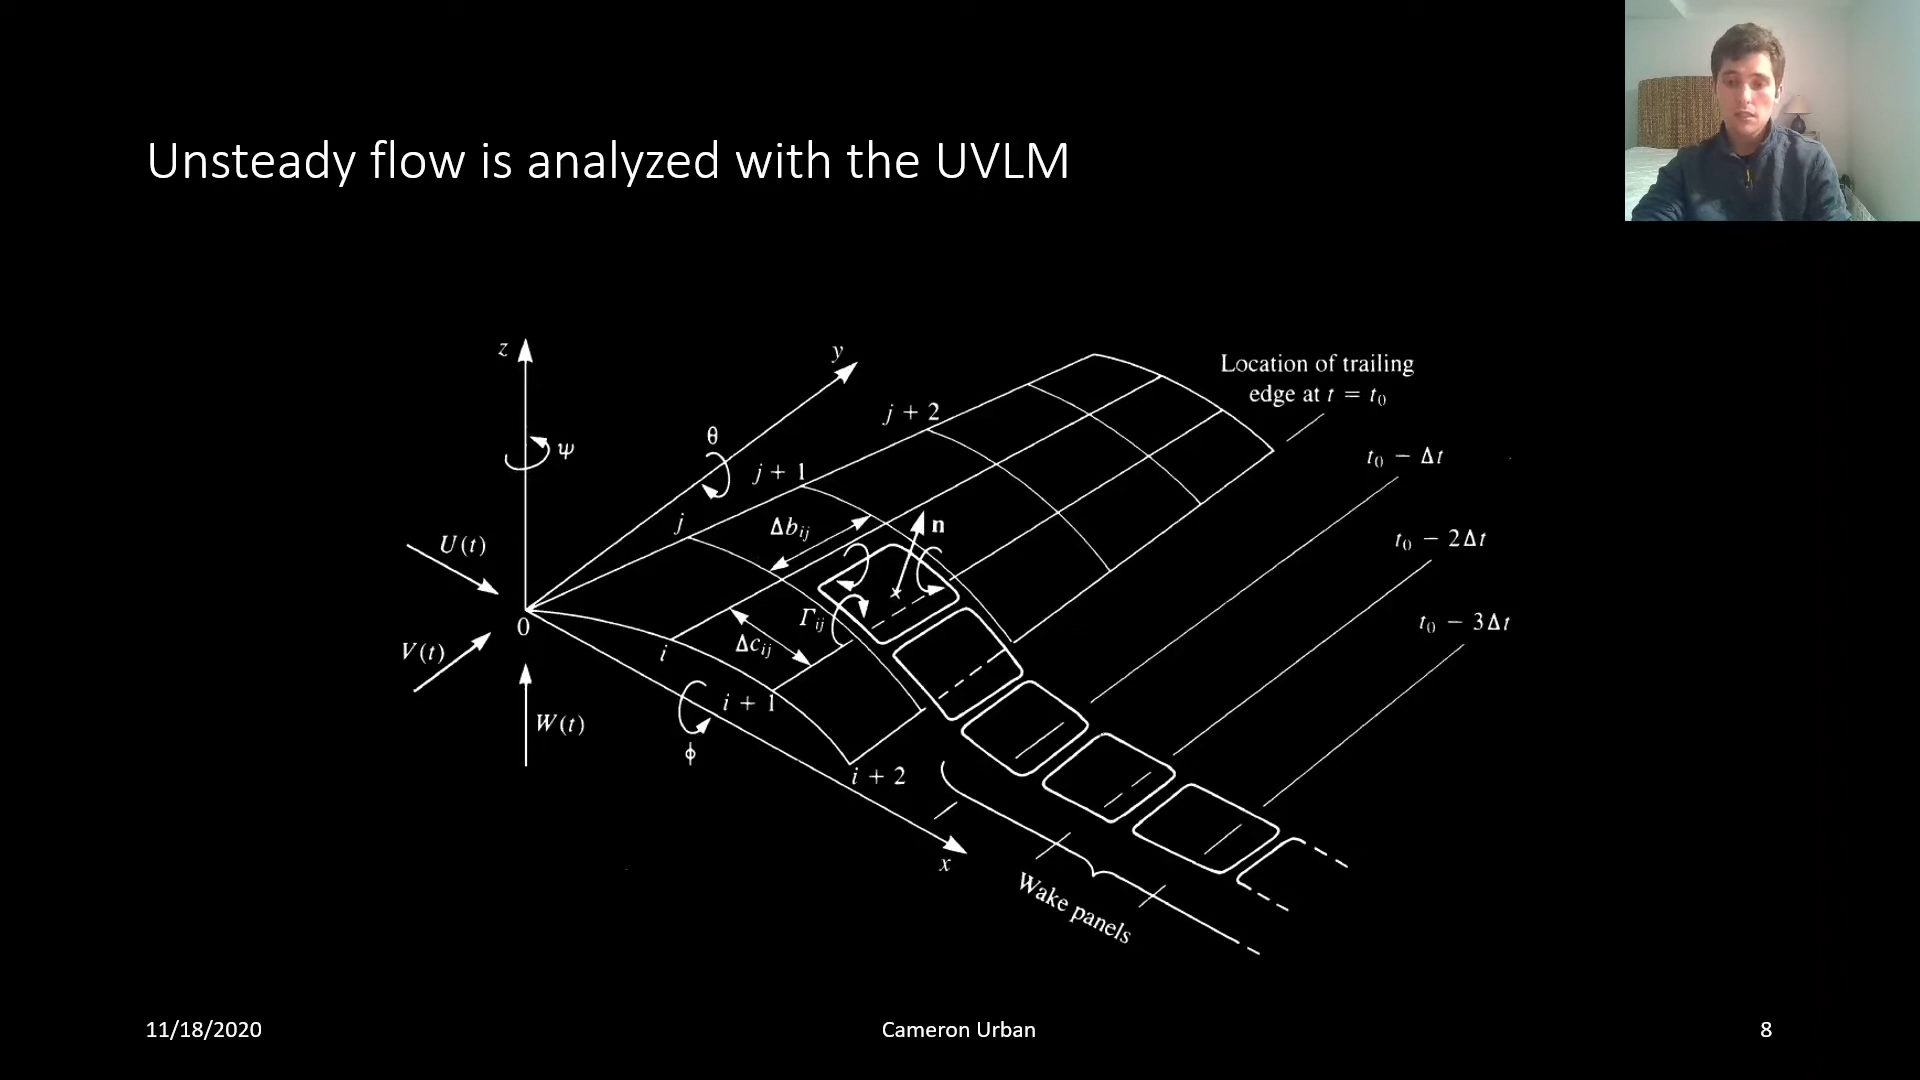 Unsteady flow is analyzed with the UVLM
z
y
Location of trailing
edge at t = t₀
j + 2
θ
ψ
t₀ − Δt
j + 1
j
Δbᵢⱼ
n
t₀ − 2Δt
U(t)
0
Γᵢⱼ
t₀ − 3Δt
V(t)
i
Δcᵢⱼ
i + 1
W(t)
ϕ
i + 2
x
Wake panels
11/18/2020
Cameron Urban
8